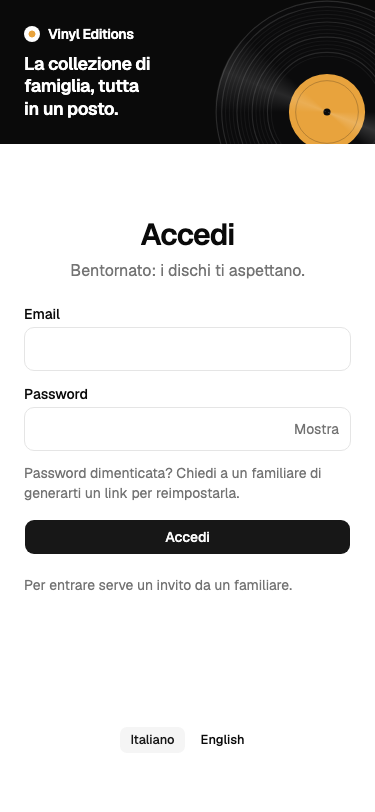 Vinyl Editions
La collezione di
famiglia, tutta
in un posto.
Accedi
Bentornato: i dischi ti aspettano.
Email
Password
Mostra
Password dimenticata? Chiedi a un familiare di
generarti un link per reimpostarla.
Accedi
Per entrare serve un invito da un familiare.
Italiano English